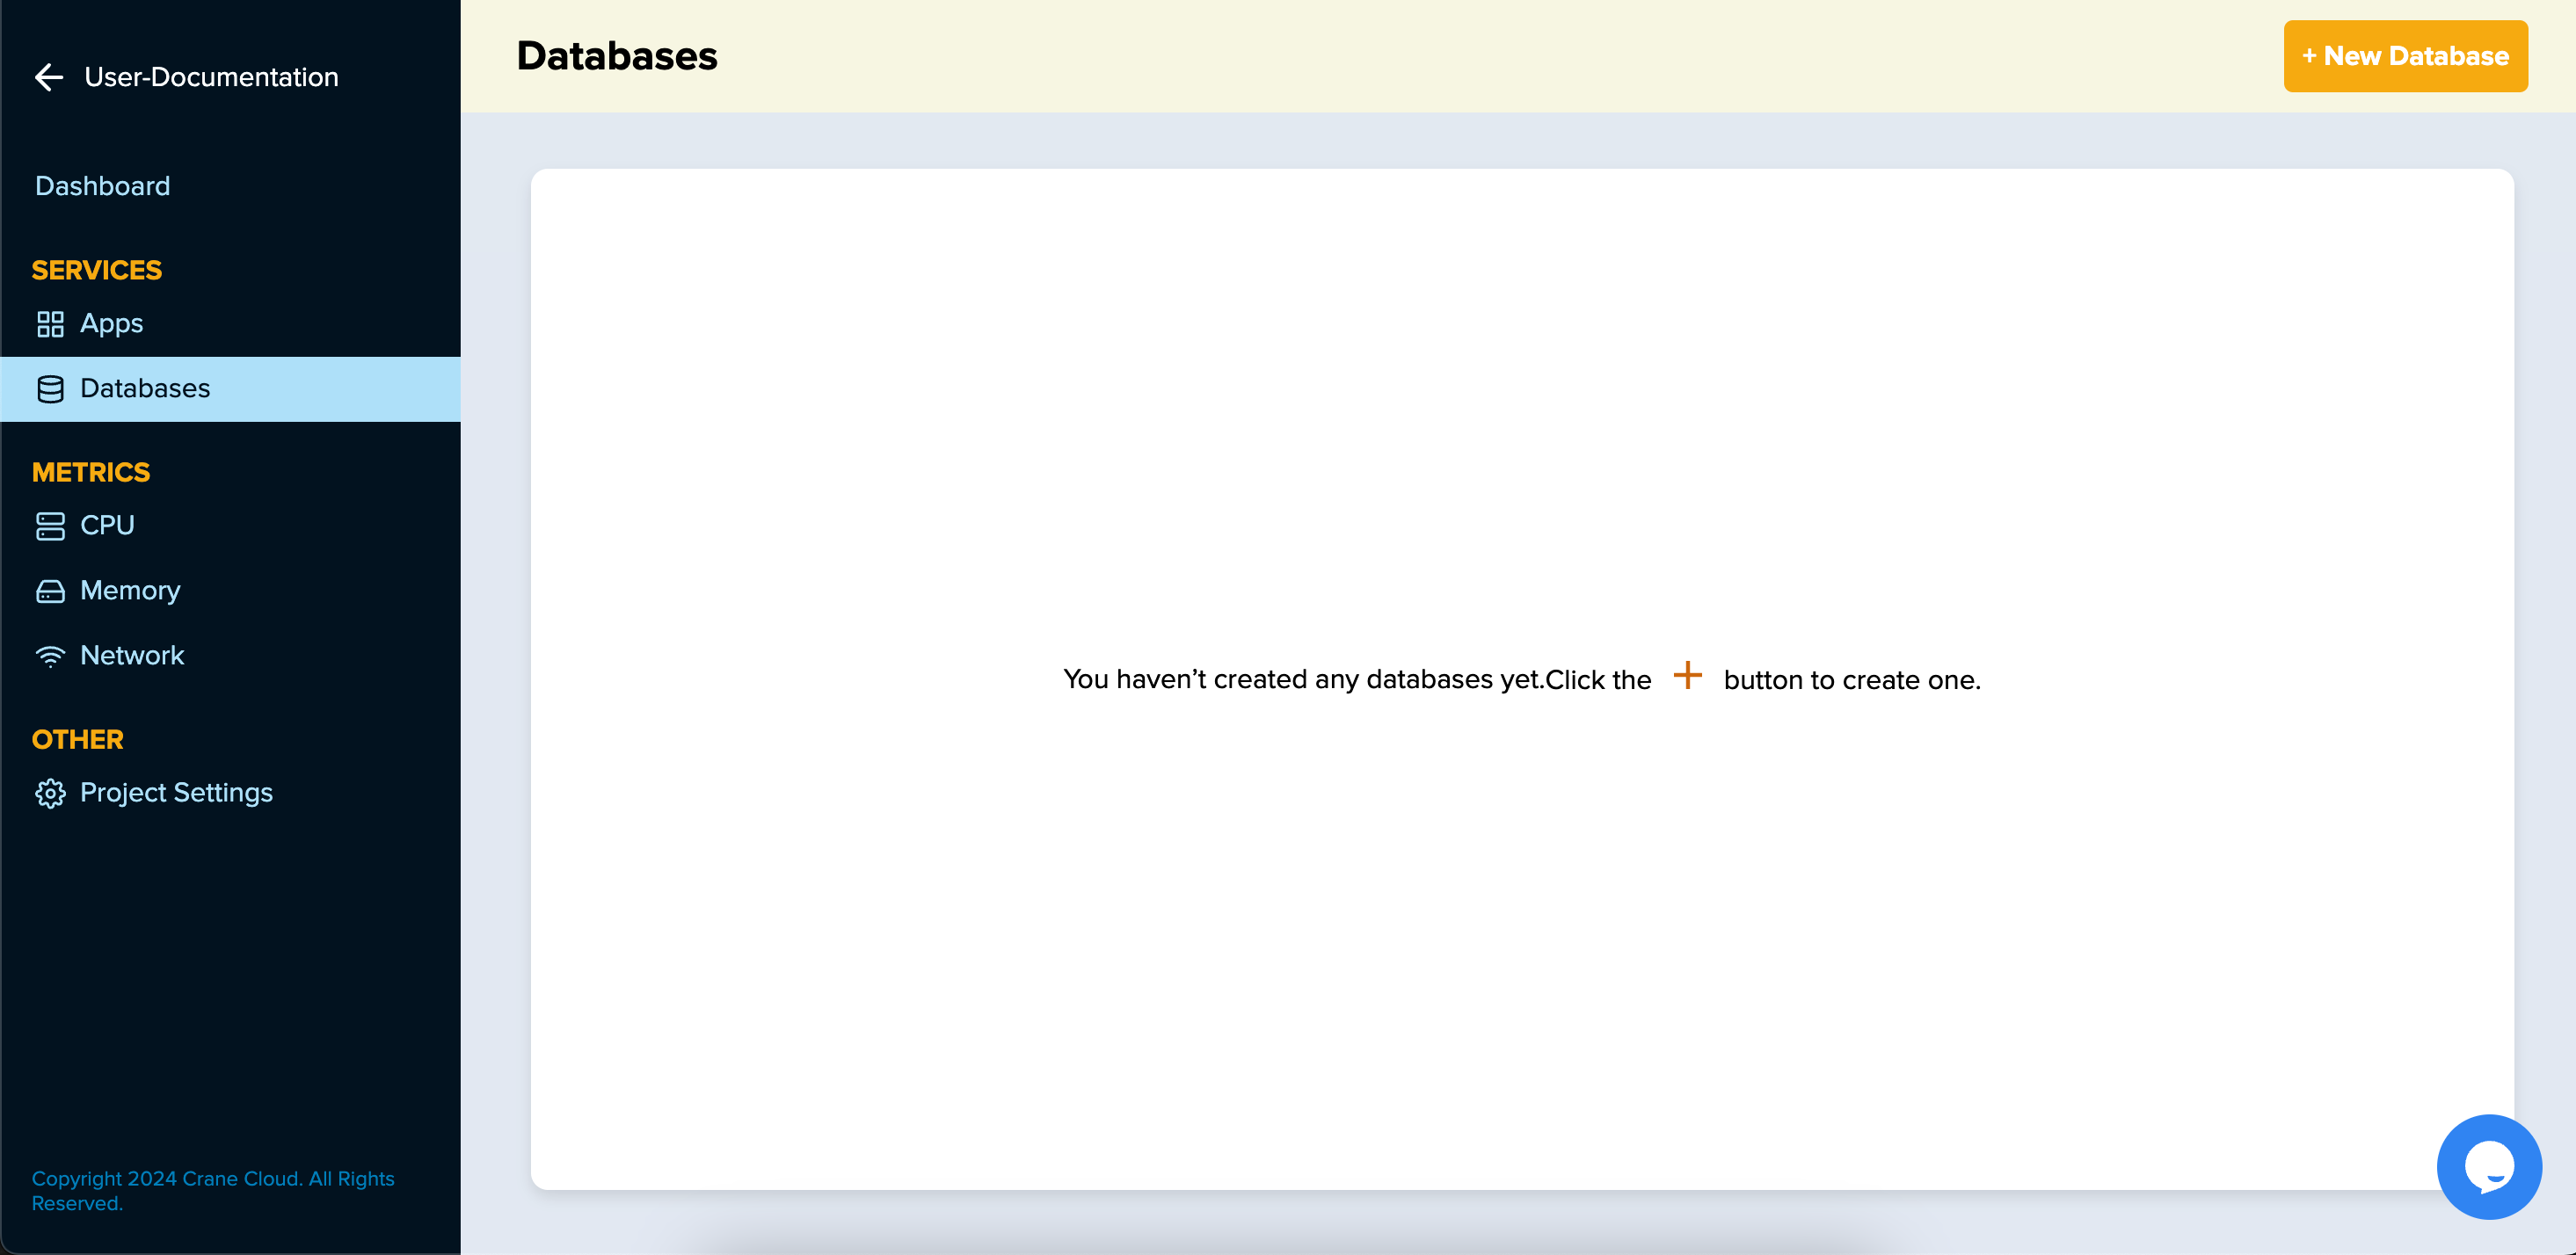 User-Documentation
Dashboard
SERVICES
Apps
Databases
METRICS
CPU
Memory
Network
OTHER
Project Settings
Copyright 2024 Crane Cloud. All Rights
Reserved.
Databases
+ New Database
You haven’t created any databases yet.Click the + button to create one.